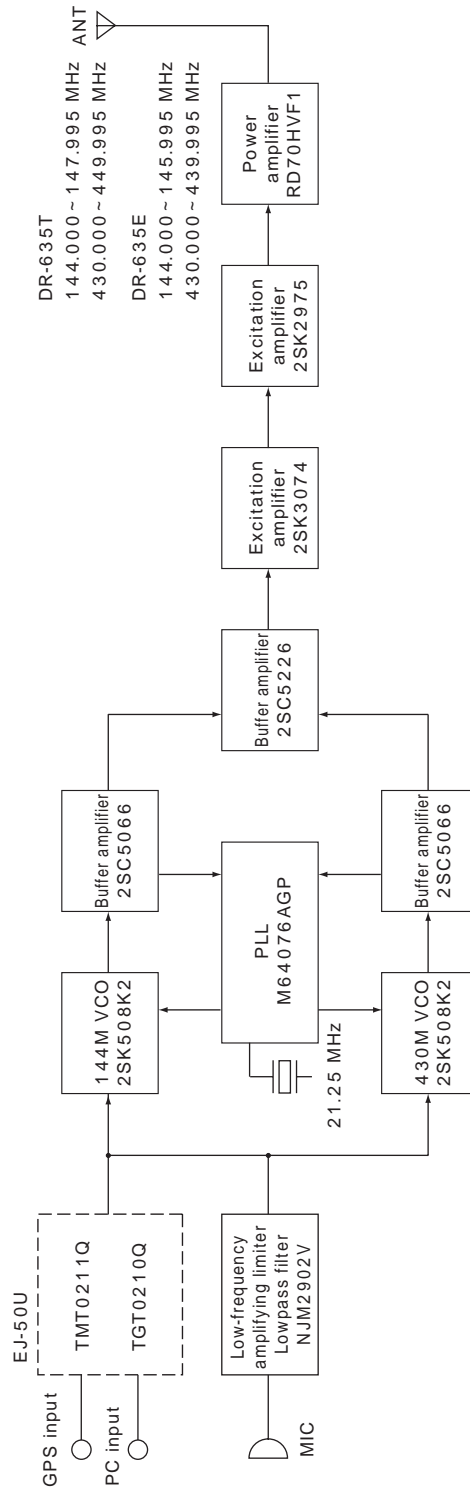 GPS input
PC input
EJ-50U
TMT0211Q
TGT0210Q
MIC
Low-frequency
amplifying limiter
Lowpass filter
NJM2902V
144M VCO
2SK508K2
Buffer amplifier
2SC5066
PLL
M64076AGP
21.25 MHz
430M VCO
2SK508K2
Buffer amplifier
2SC5066
Buffer amplifier
2SC5226
Excitation
amplifier
2SK3074
Excitation
amplifier
2SK2975
Power
amplifier
RD70HVF1
ANT
DR-635T
144.000~147.995 MHz
430.000~449.995 MHz
DR-635E
144.000~145.995 MHz
430.000~439.995 MHz